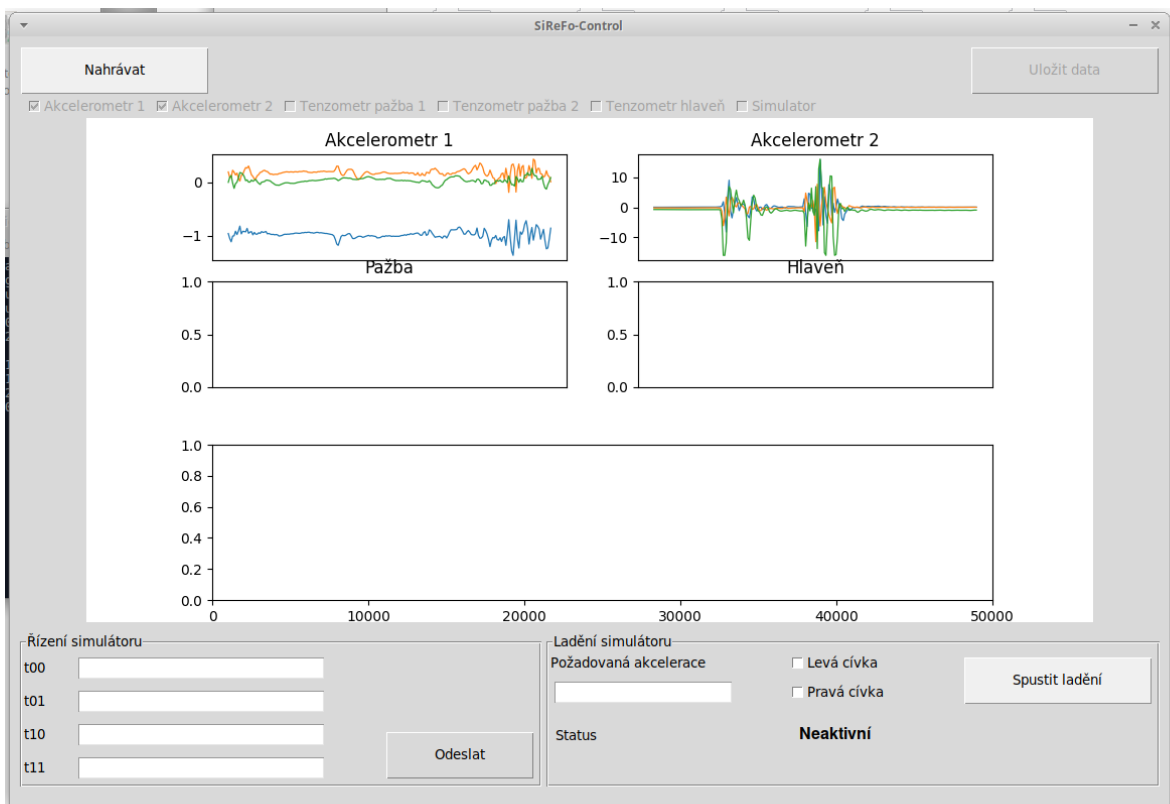 SiReFo-Control
Nahrávat
Uložit data
Akcelerometr 1 Akcelerometr 2 Tenzometr pažba 1 Tenzometr pažba 2 Tenzometr hlaveň Simulator
Akcelerometr 1
Akcelerometr 2
0
−1
10
0
−10
Pažba
Hlaveň
1.0
0.5
0.0
1.0
0.5
0.0
1.0
0.8
0.6
0.4
0.2
0.0
0 10000 20000 30000 40000 50000
Řízení simulátoru
t00
t01
t10
t11
Odeslat
Ladění simulátoru
Požadovaná akcelerace
Levá cívka
Pravá cívka
Spustit ladění
Status
Neaktivní